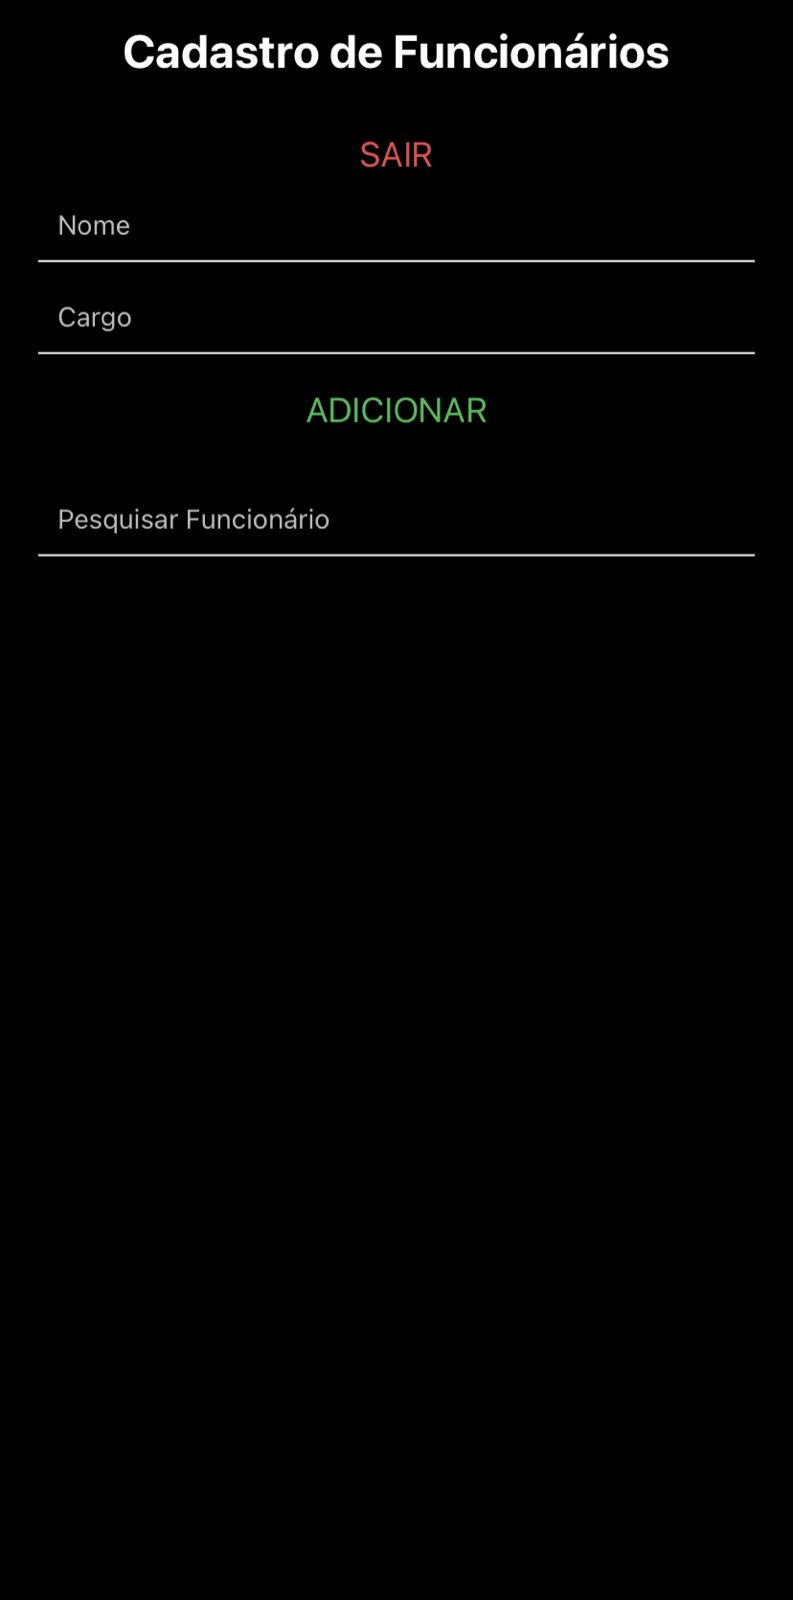 Cadastro de Funcionários
SAIR
Nome
Cargo
ADICIONAR
Pesquisar Funcionário